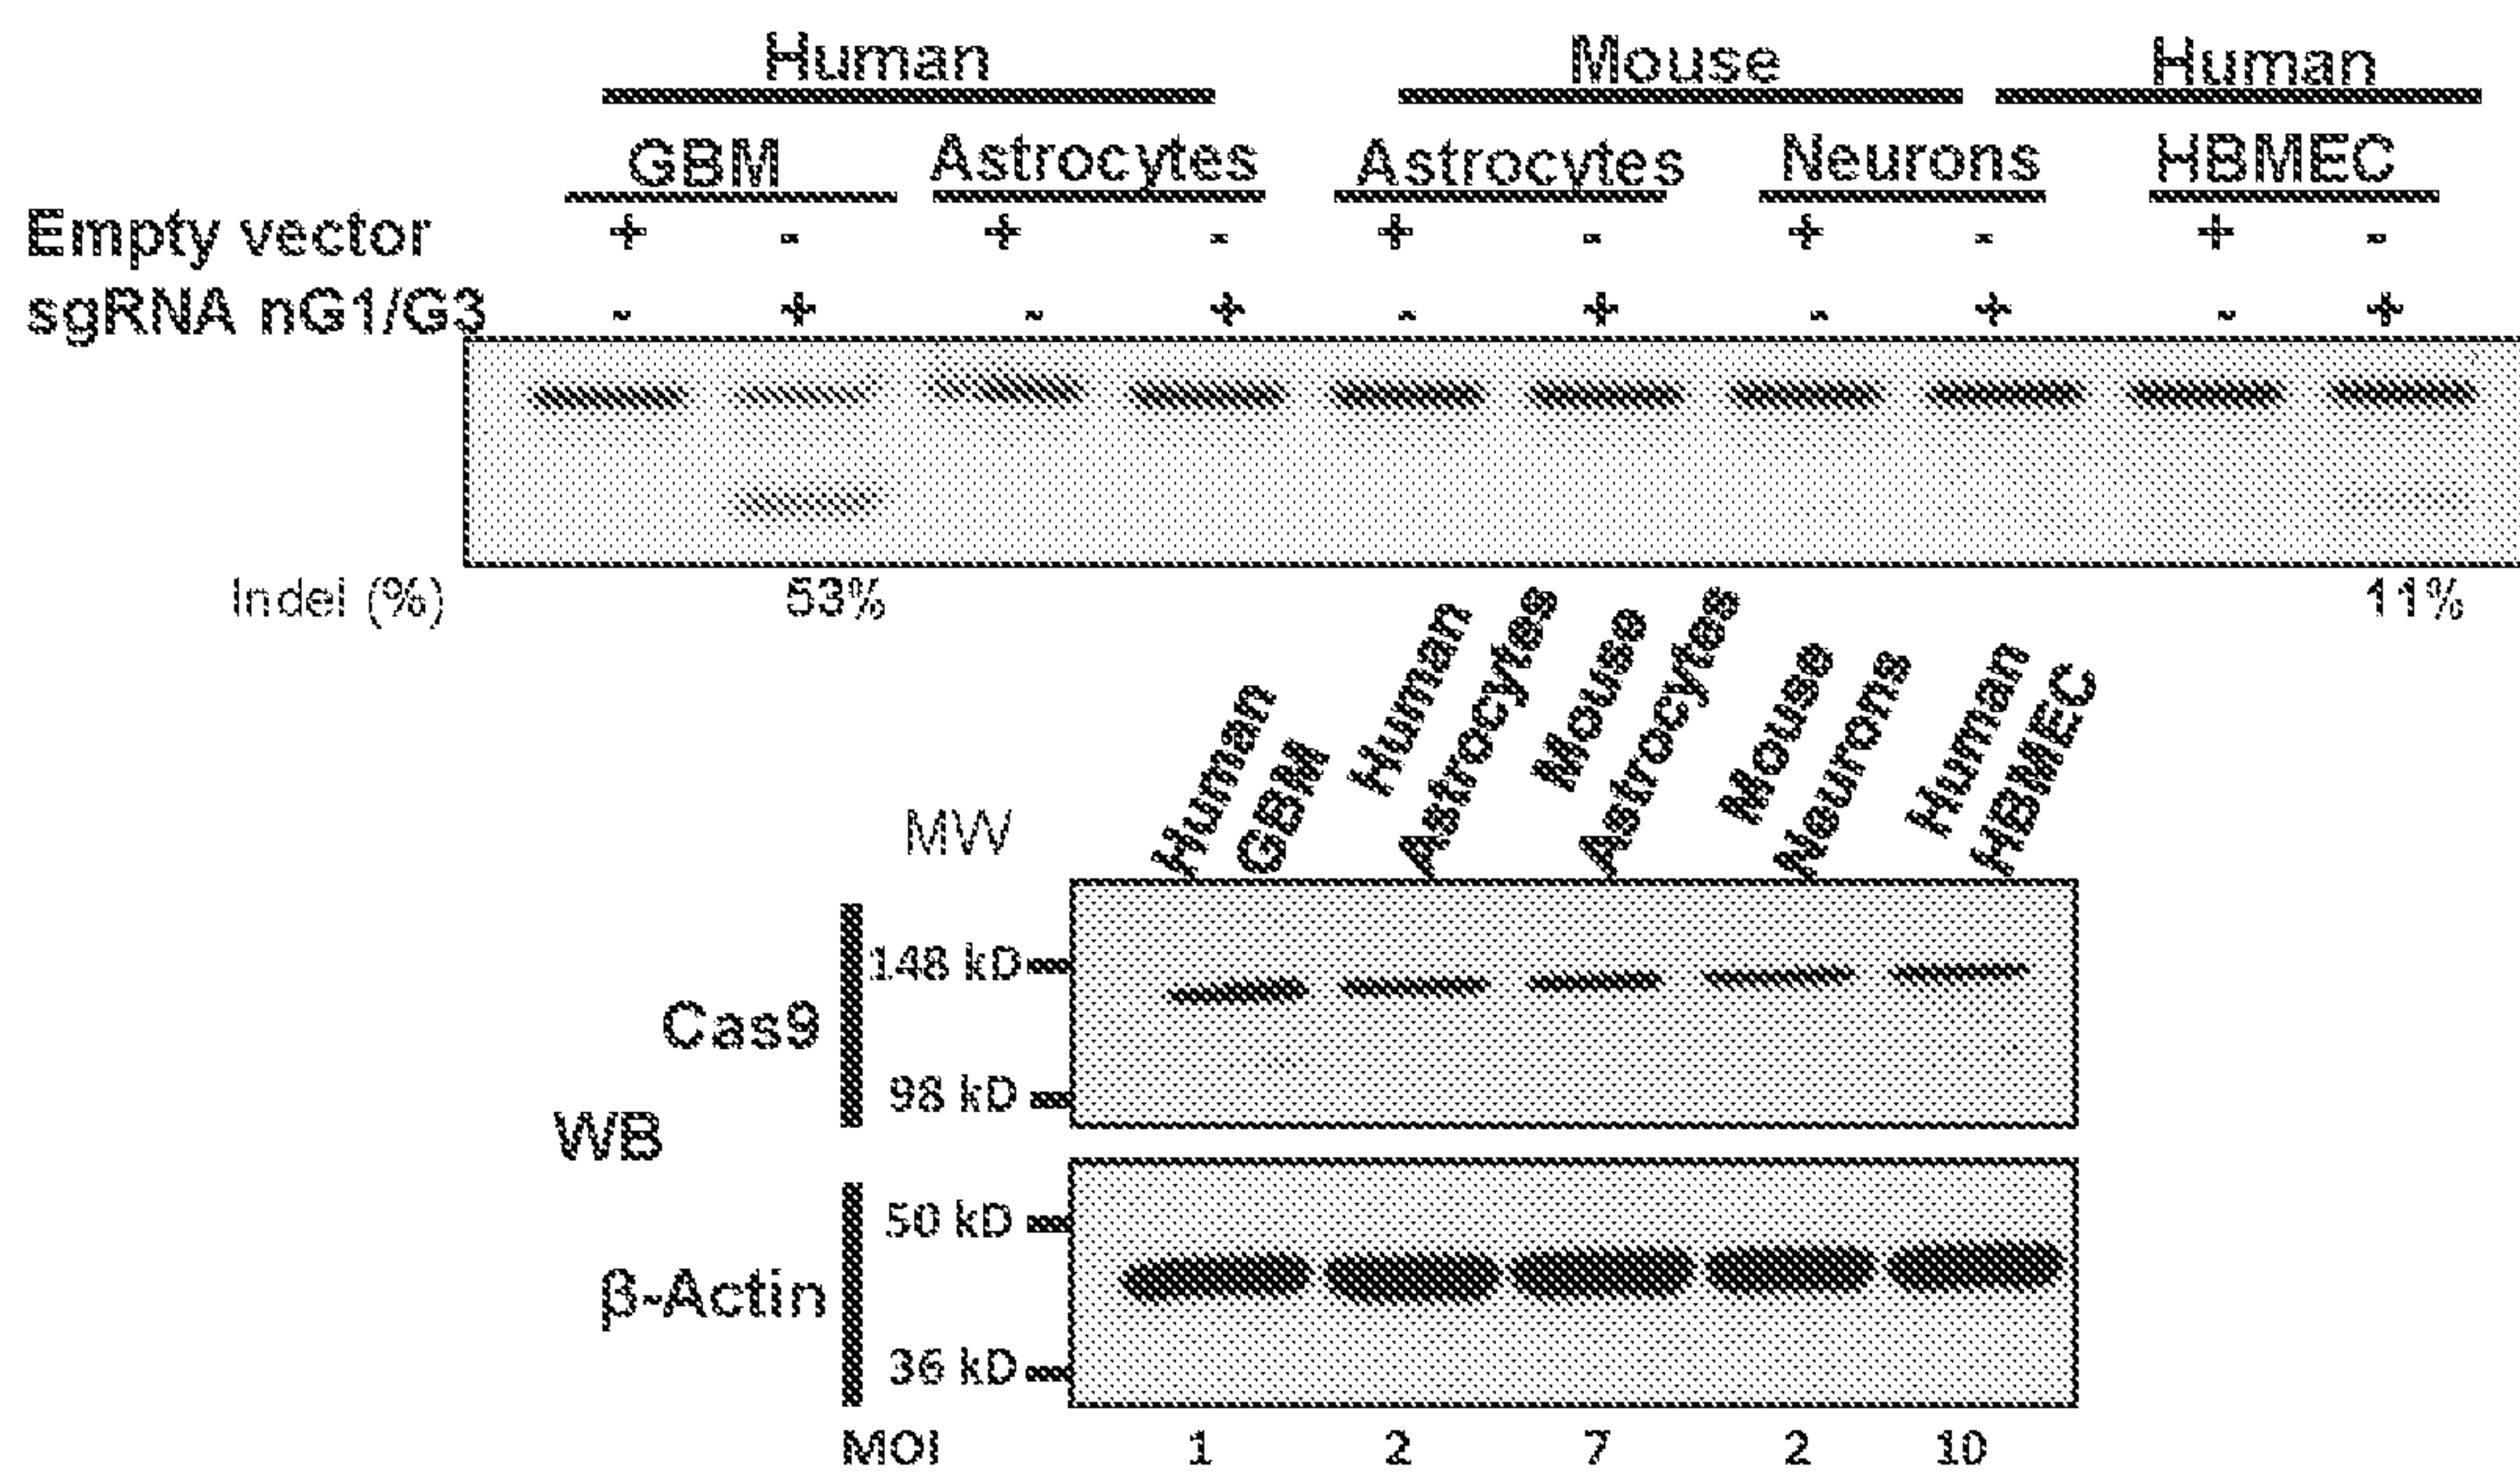 Human Mouse Human
GBM Astrocytes Astrocytes Neurons HBMEC
Empty vector + - + - + - + - + -
sgRNA nG1/G3 - + - + - + - + - +
Indel (%) 53% 11%
Human GBM
Human Astrocytes
Mouse Astrocytes
Mouse Neurons
Human HBMEC
MW
148 kD
Cas9
98 kD
WB
50 kD
β-Actin
36 kD
MOI 1 2 7 2 10